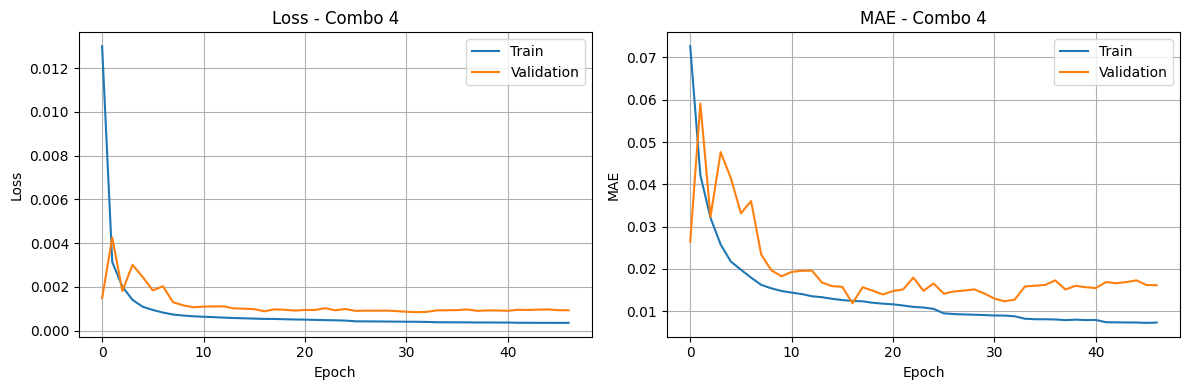 Loss - Combo 4
0.012
0.010
0.008
0.006
0.004
0.002
0.000
Loss
0
10
20
30
40
Epoch
Train
Validation
MAE - Combo 4
0.07
0.06
0.05
0.04
0.03
0.02
0.01
MAE
0
10
20
30
40
Epoch
Train
Validation